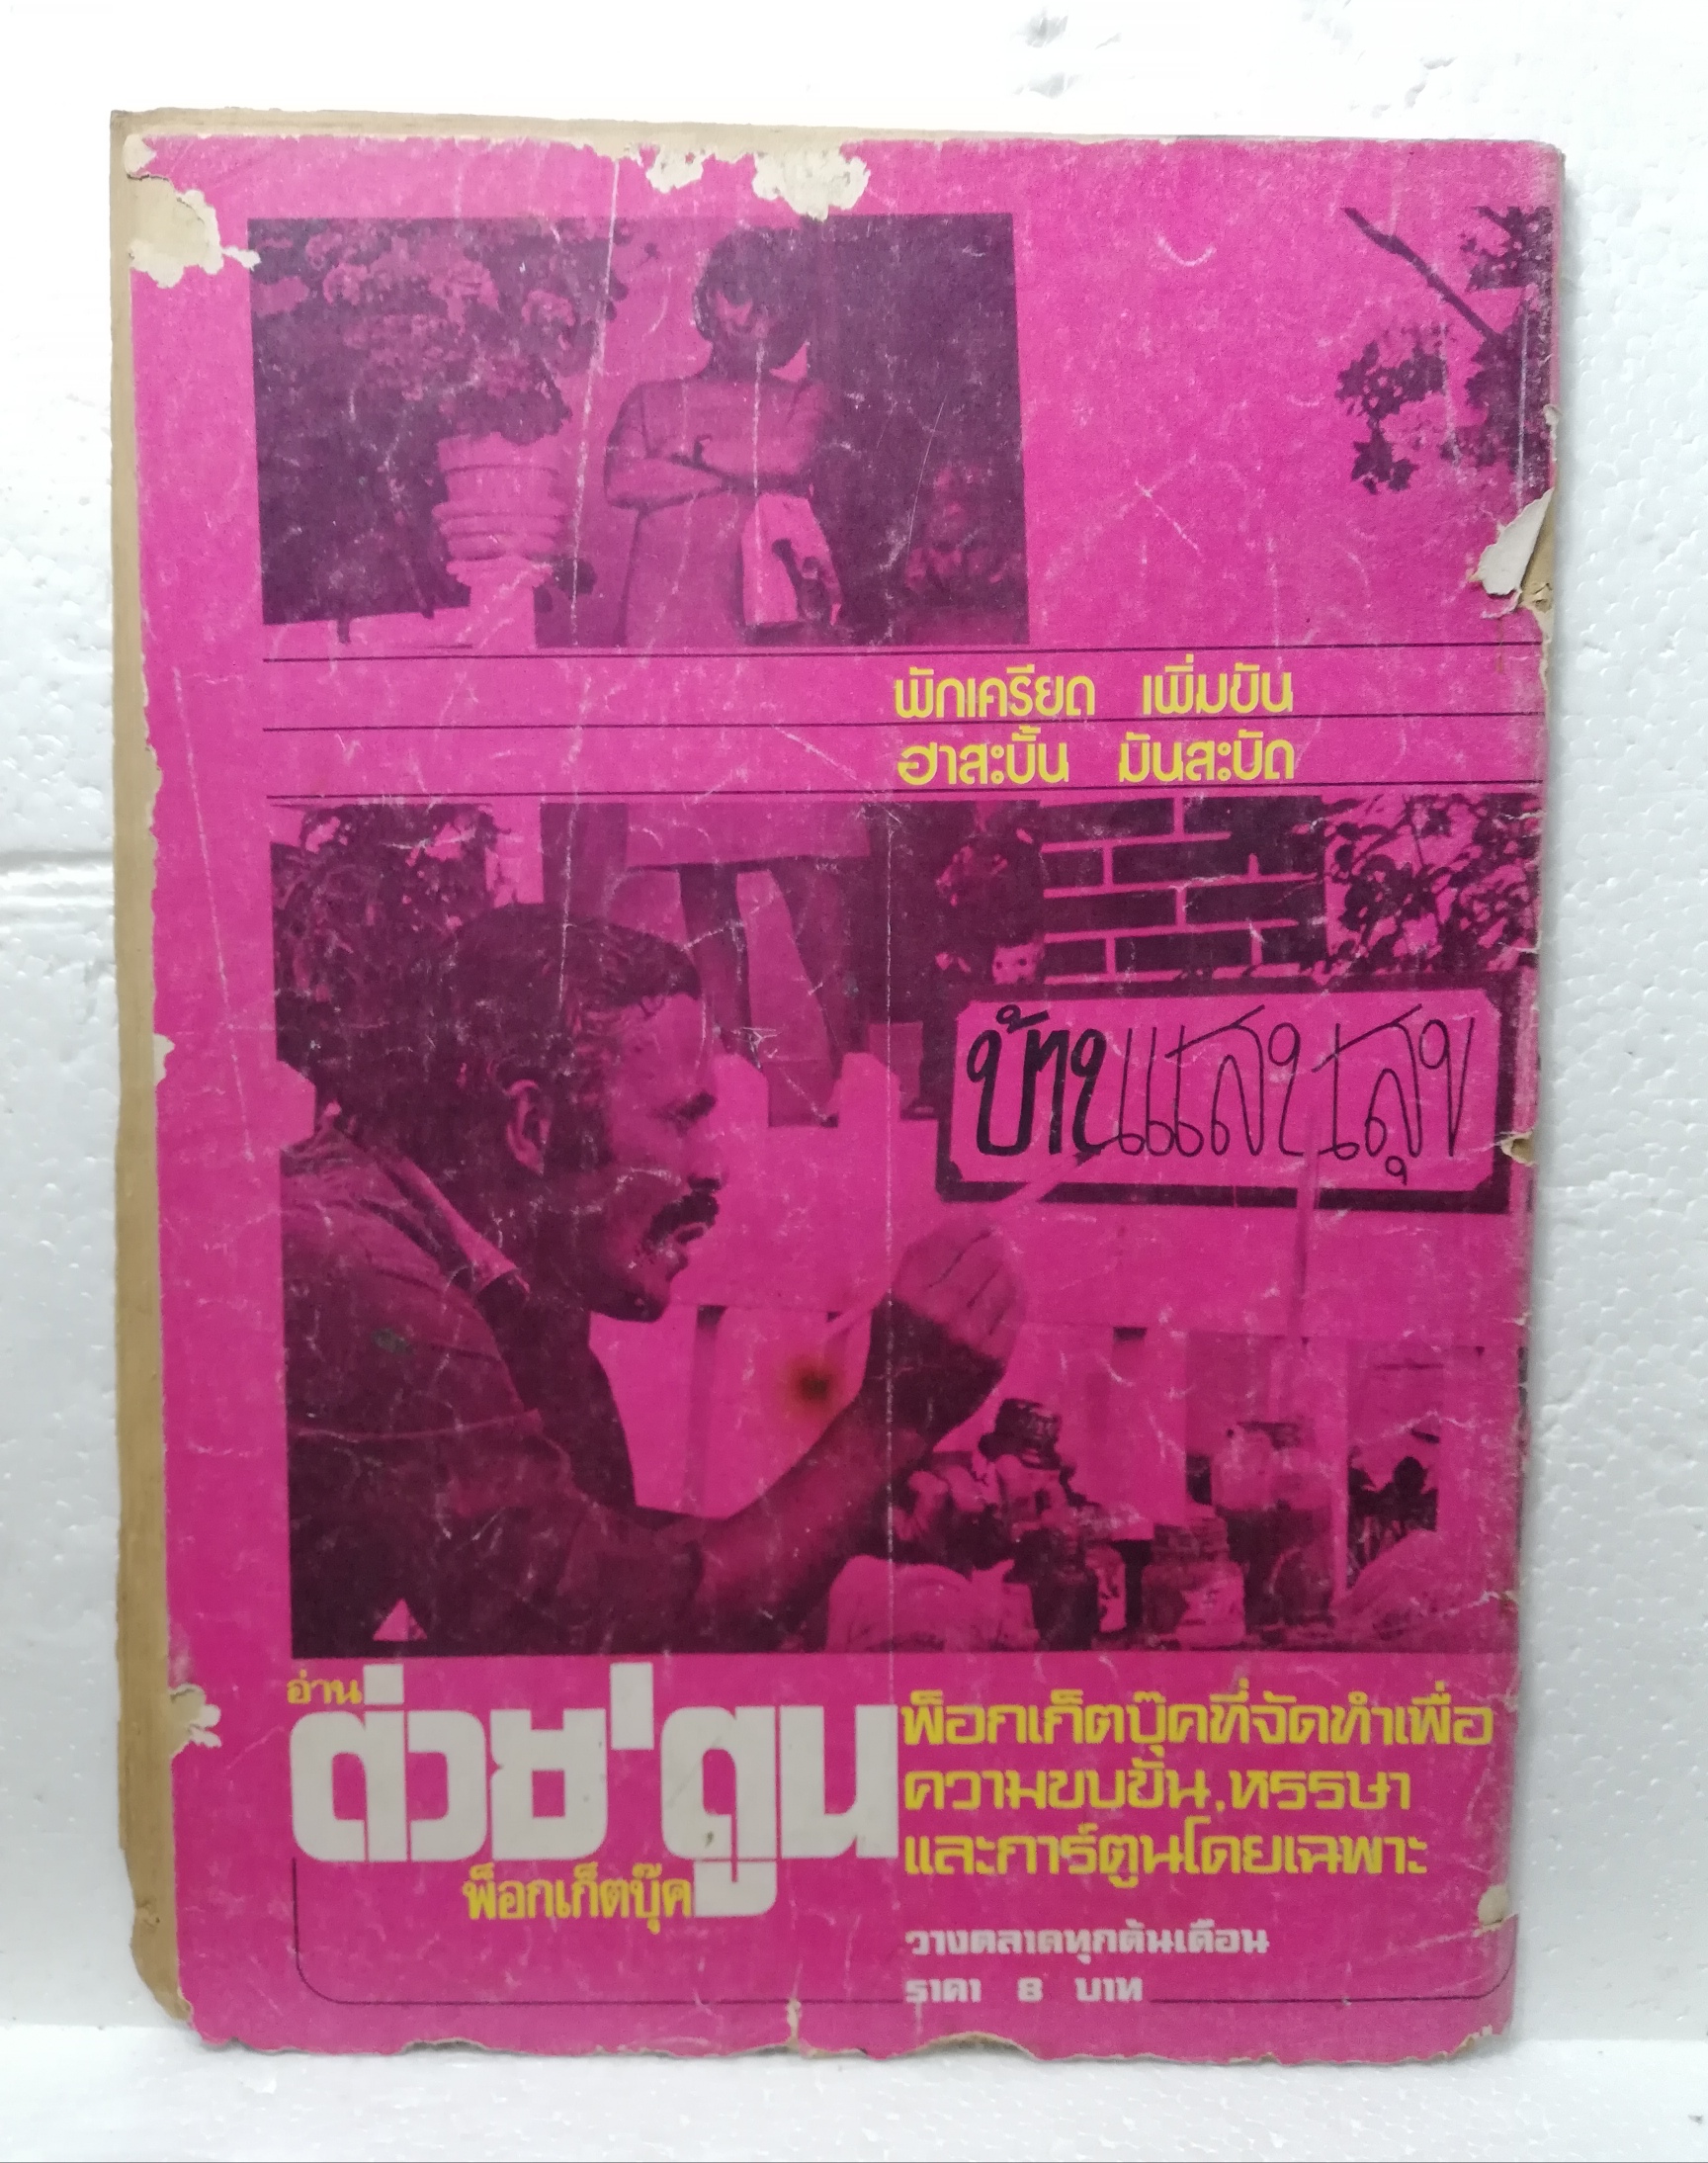 พักเครียด เพิ่มขัน
ฮาสะบั้น มันสะบัด
บ้านแสนสุข
อ่าน
ต่วย'ตูน
พ็อกเก็ตบุ๊ค
พ็อกเก็ตบุ๊คที่จัดทำเพื่อ
ความขบขัน,หรรษา
และการ์ตูนโดยเฉพาะ
วางตลาดทุกต้นเดือน
ราคา 8 บาท